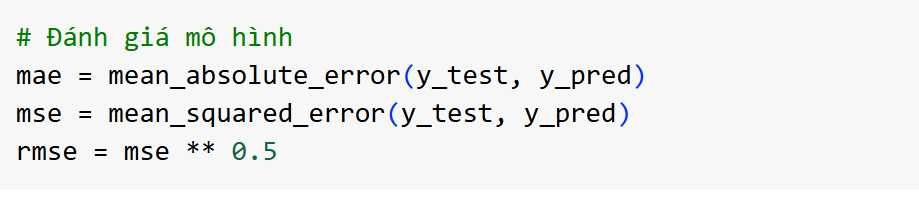 # Đánh giá mô hình
mae = mean_absolute_error(y_test, y_pred)
mse = mean_squared_error(y_test, y_pred)
rmse = mse ** 0.5